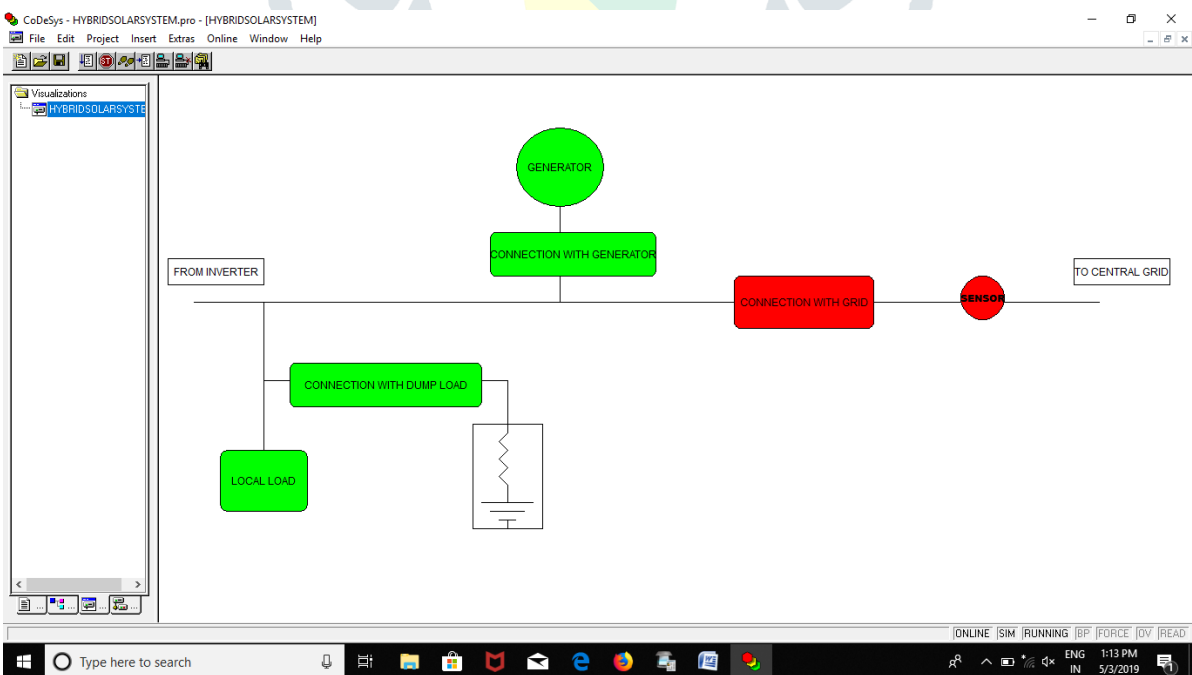 CoDeSys - HYBRIDSOLARSYSTEM.pro - [HYBRIDSOLARSYSTEM]
File Edit Project Insert Extras Online Window Help
Visualizations
HYBRIDSOLARSYSTE
GENERATOR
CONNECTION WITH GENERATOR
FROM INVERTER
TO CENTRAL GRID
CONNECTION WITH GRID
SENSOR
CONNECTION WITH DUMP LOAD
LOCAL LOAD
ONLINE SIM RUNNING BP FORCE OV READ
Type here to search
ENG 1:13 PM
IN 5/3/2019